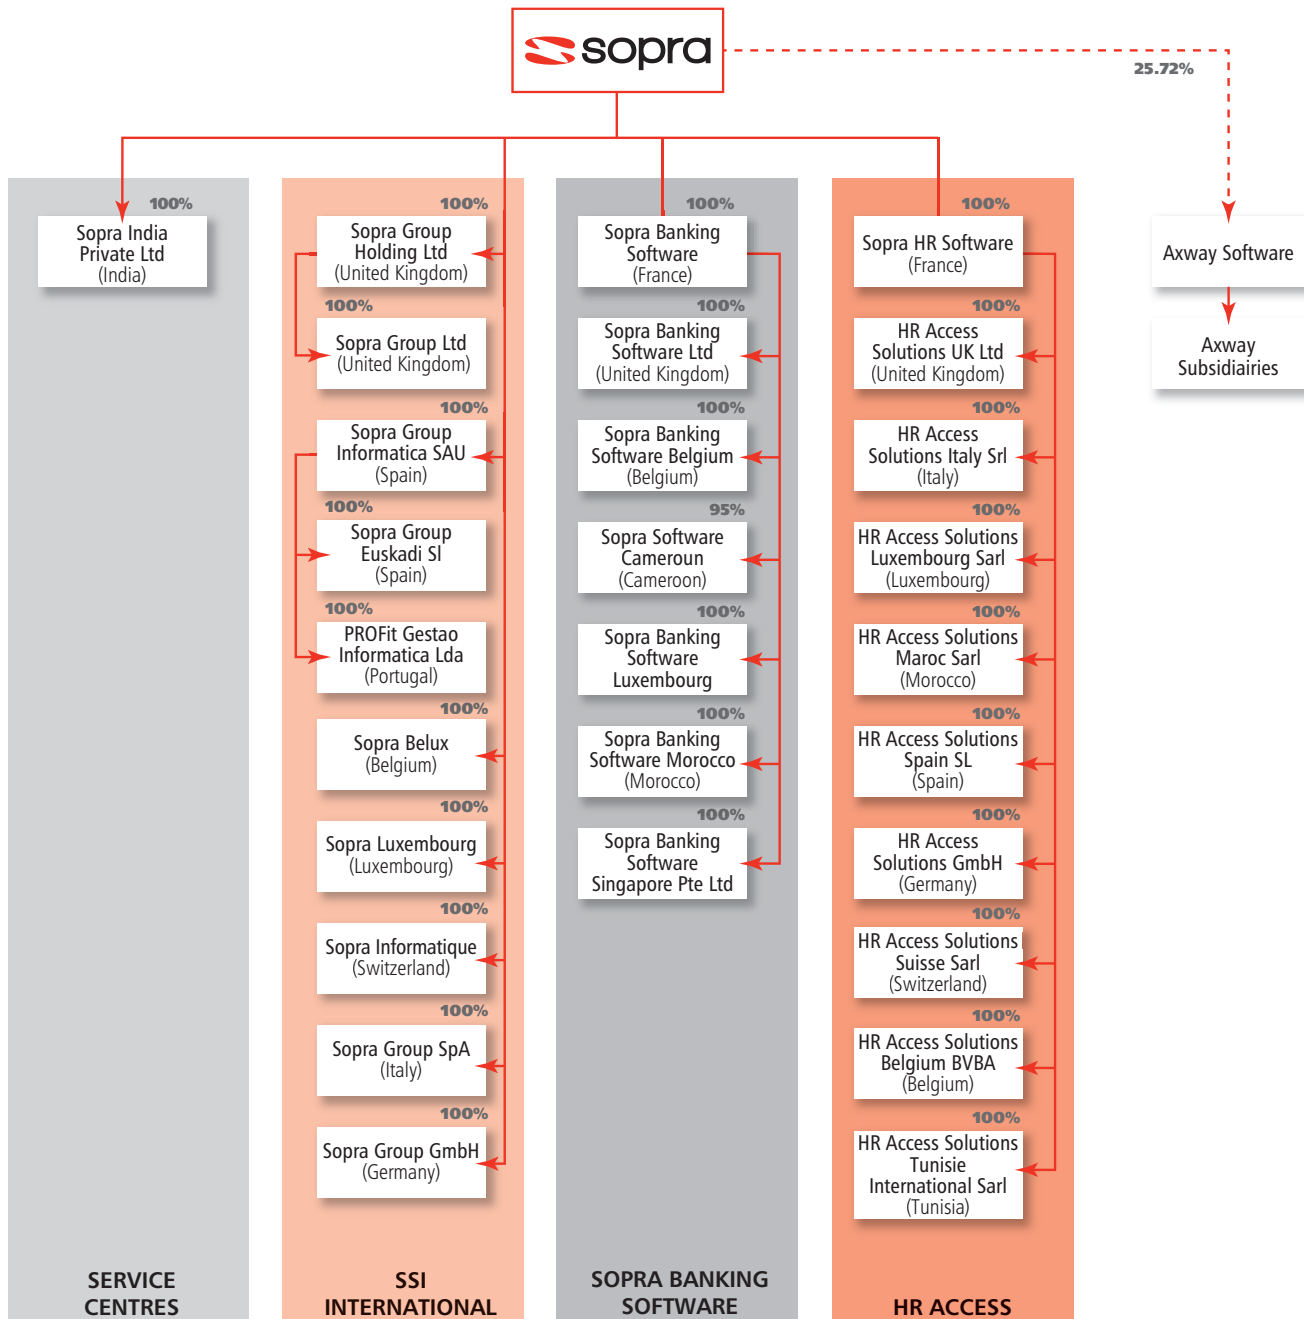 sopra
25.72%
100%
Sopra India
Private Ltd
(India)
SERVICE
CENTRES
100%
Sopra Group
Holding Ltd
(United Kingdom)
100%
Sopra Group Ltd
(United Kingdom)
100%
Sopra Group
Informatica SAU
(Spain)
100%
Sopra Group
Euskadi Sl
(Spain)
100%
PROFit Gestao
Informatica Lda
(Portugal)
100%
Sopra Belux
(Belgium)
100%
Sopra Luxembourg
(Luxembourg)
100%
Sopra Informatique
(Switzerland)
100%
Sopra Group SpA
(Italy)
100%
Sopra Group GmbH
(Germany)
SSI
INTERNATIONAL
100%
Sopra Banking
Software
(France)
100%
Sopra Banking
Software Ltd
(United Kingdom)
100%
Sopra Banking
Software Belgium
(Belgium)
95%
Sopra Software
Cameroun
(Cameroon)
100%
Sopra Banking
Software
Luxembourg
100%
Sopra Banking
Software Morocco
(Morocco)
100%
Sopra Banking
Software
Singapore Pte Ltd
SOPRA BANKING
SOFTWARE
100%
Sopra HR Software
(France)
100%
HR Access
Solutions UK Ltd
(United Kingdom)
100%
HR Access
Solutions Italy Srl
(Italy)
100%
HR Access Solutions
Luxembourg Sarl
(Luxembourg)
100%
HR Access Solutions
Maroc Sarl
(Morocco)
100%
HR Access Solutions
Spain SL
(Spain)
100%
HR Access
Solutions GmbH
(Germany)
100%
HR Access Solutions
Suisse Sarl
(Switzerland)
100%
HR Access Solutions
Belgium BVBA
(Belgium)
100%
HR Access Solutions
Tunisie
International Sarl
(Tunisia)
HR ACCESS
Axway Software
Axway
Subsidiairies